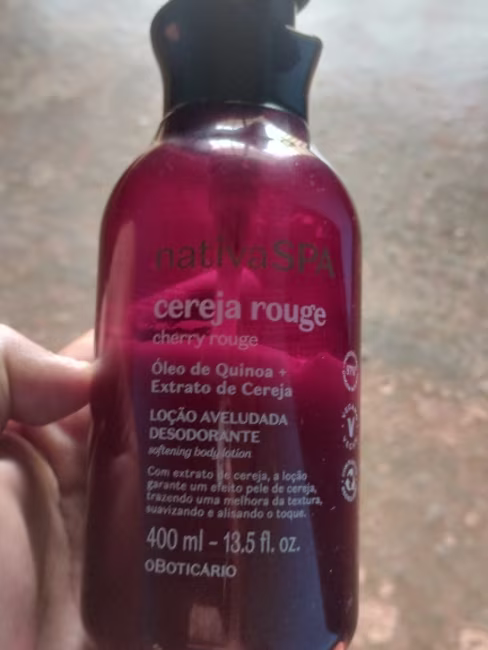 nativaSPA
cereja rouge
cherry rouge
Óleo de Quinoa +
Extrato de Cereja
LOÇÃO AVELUDADA
DESODORANTE
softening body lotion
Com extrato de cereja, a loção
garante um efeito pele de cereja,
trazendo uma melhora da textura,
suavizando e alisando o toque.
400 ml - 13.5 fl. oz.
oBOTICÁRIO